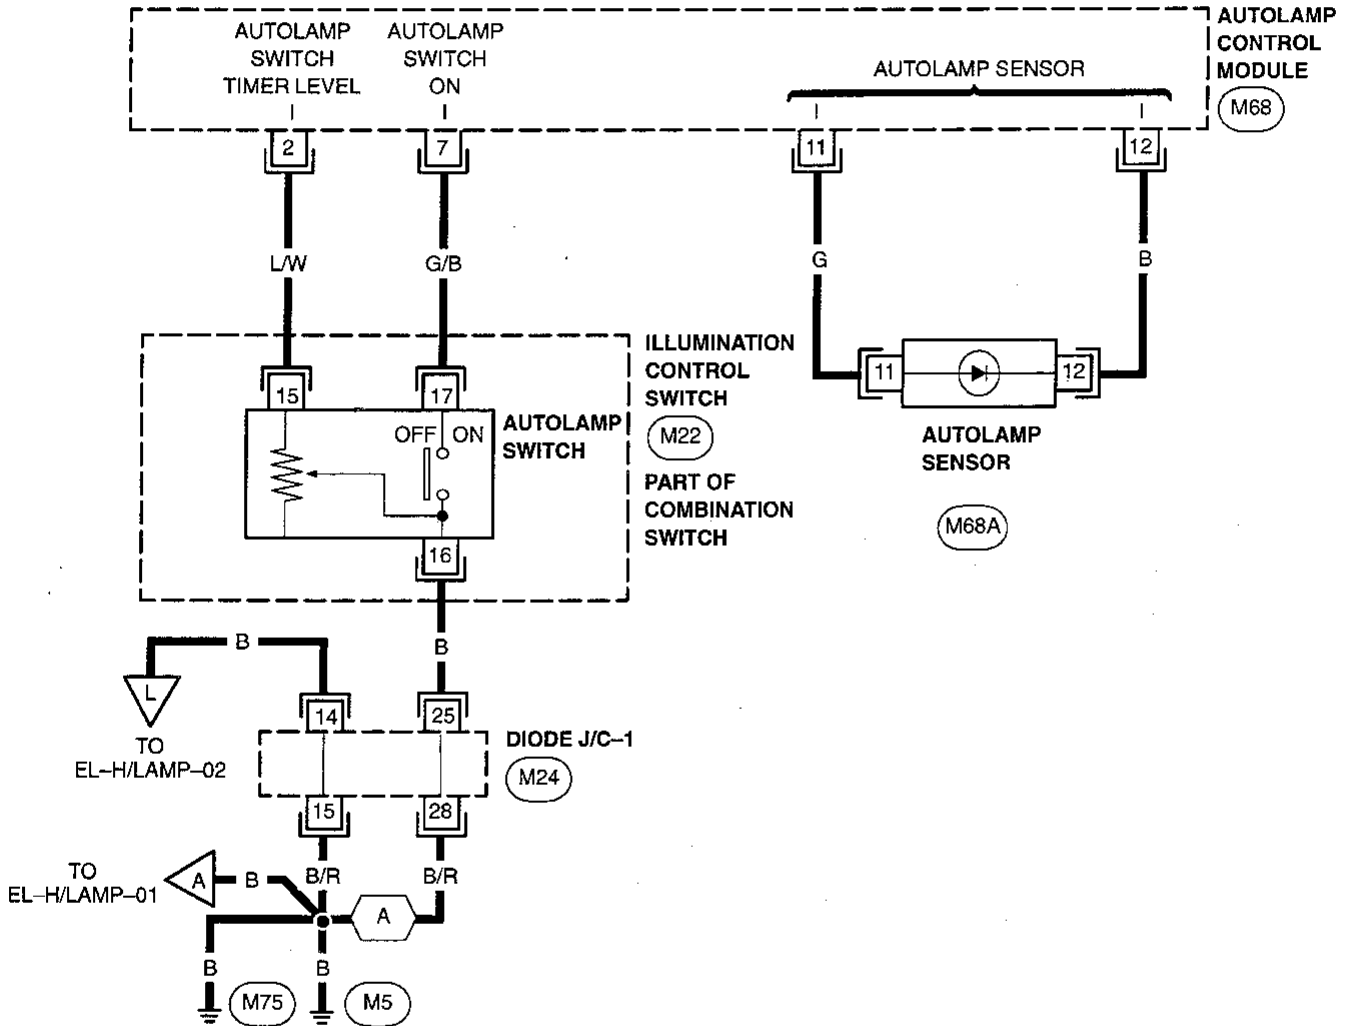 AUTOLAMP
SWITCH
TIMER LEVEL
AUTOLAMP
SWITCH
ON
AUTOLAMP SENSOR
AUTOLAMP
CONTROL
MODULE
M68
2
7
11
12
L/W
G/B
G
B
ILLUMINATION
CONTROL
SWITCH
M22
PART OF
COMBINATION
SWITCH
15
17
AUTOLAMP
SWITCH
OFF
ON
16
11
12
AUTOLAMP
SENSOR
M68A
B
B
L
TO
EL–H/LAMP–02
14
25
DIODE J/C–1
M24
15
28
TO
EL–H/LAMP–01
A
B
B/R
B/R
A
B
B
M75
M5